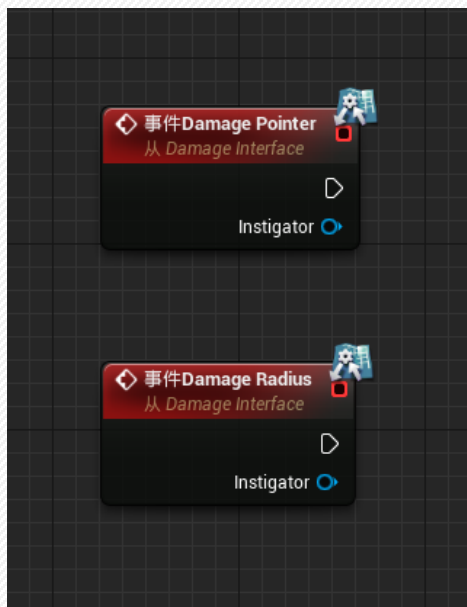 事件Damage Pointer
从 Damage Interface
Instigator
事件Damage Radius
从 Damage Interface
Instigator